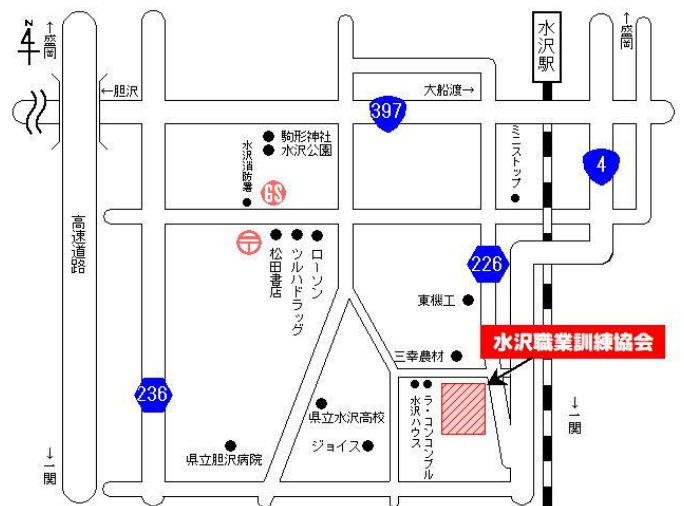 N
↑盛岡
水沢駅
↑盛岡
←胆沢
大船渡→
397
駒形神社
水沢公園
水沢消防署
GS
ミニストップ
4
高速道路
〒
松田書店
ツルハドラッグ
ローソン
226
東機工
水沢職業訓練協会
三幸農材
236
県立水沢高校
水沢ハウス
ラ・コンコンブル
→一関
県立胆沢病院
ジョイス
→一関